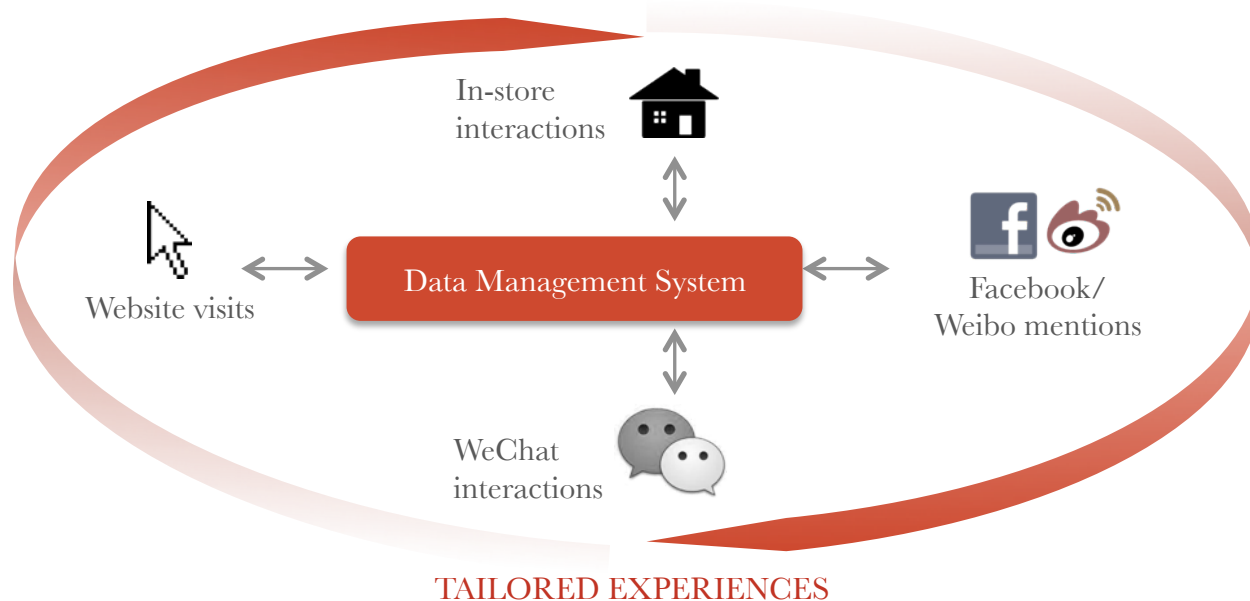 In-store
interactions
Website visits
Data Management System
f
Facebook/
Weibo mentions
WeChat
interactions
TAILORED EXPERIENCES